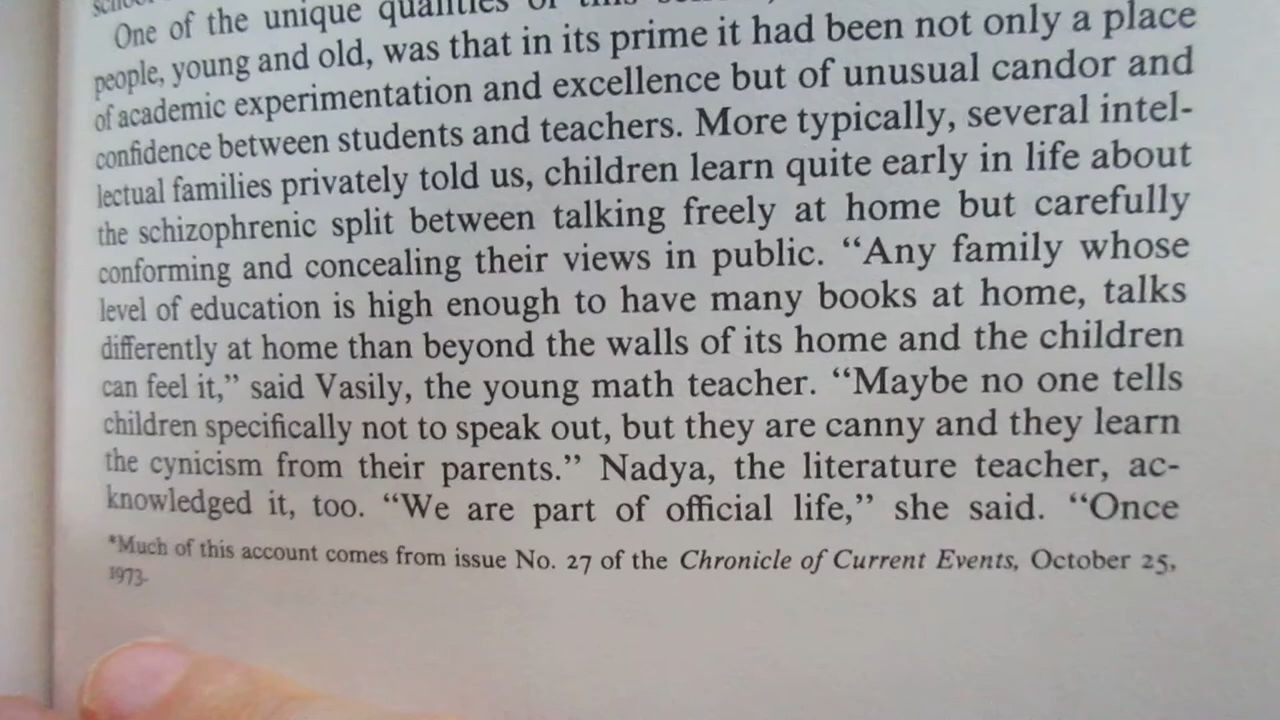 school
One of the unique qualities of this
people, young and old, was that in its prime it had been not only a place
of academic experimentation and excellence but of unusual candor and
confidence between students and teachers. More typically, several intel-
lectual families privately told us, children learn quite early in life about
the schizophrenic split between talking freely at home but carefully
conforming and concealing their views in public. “Any family whose
level of education is high enough to have many books at home, talks
differently at home than beyond the walls of its home and the children
can feel it,” said Vasily, the young math teacher. “Maybe no one tells
children specifically not to speak out, but they are canny and they learn
the cynicism from their parents.” Nadya, the literature teacher, ac-
knowledged it, too. “We are part of official life,” she said. “Once
*Much of this account comes from issue No. 27 of the Chronicle of Current Events, October 25,
1973.